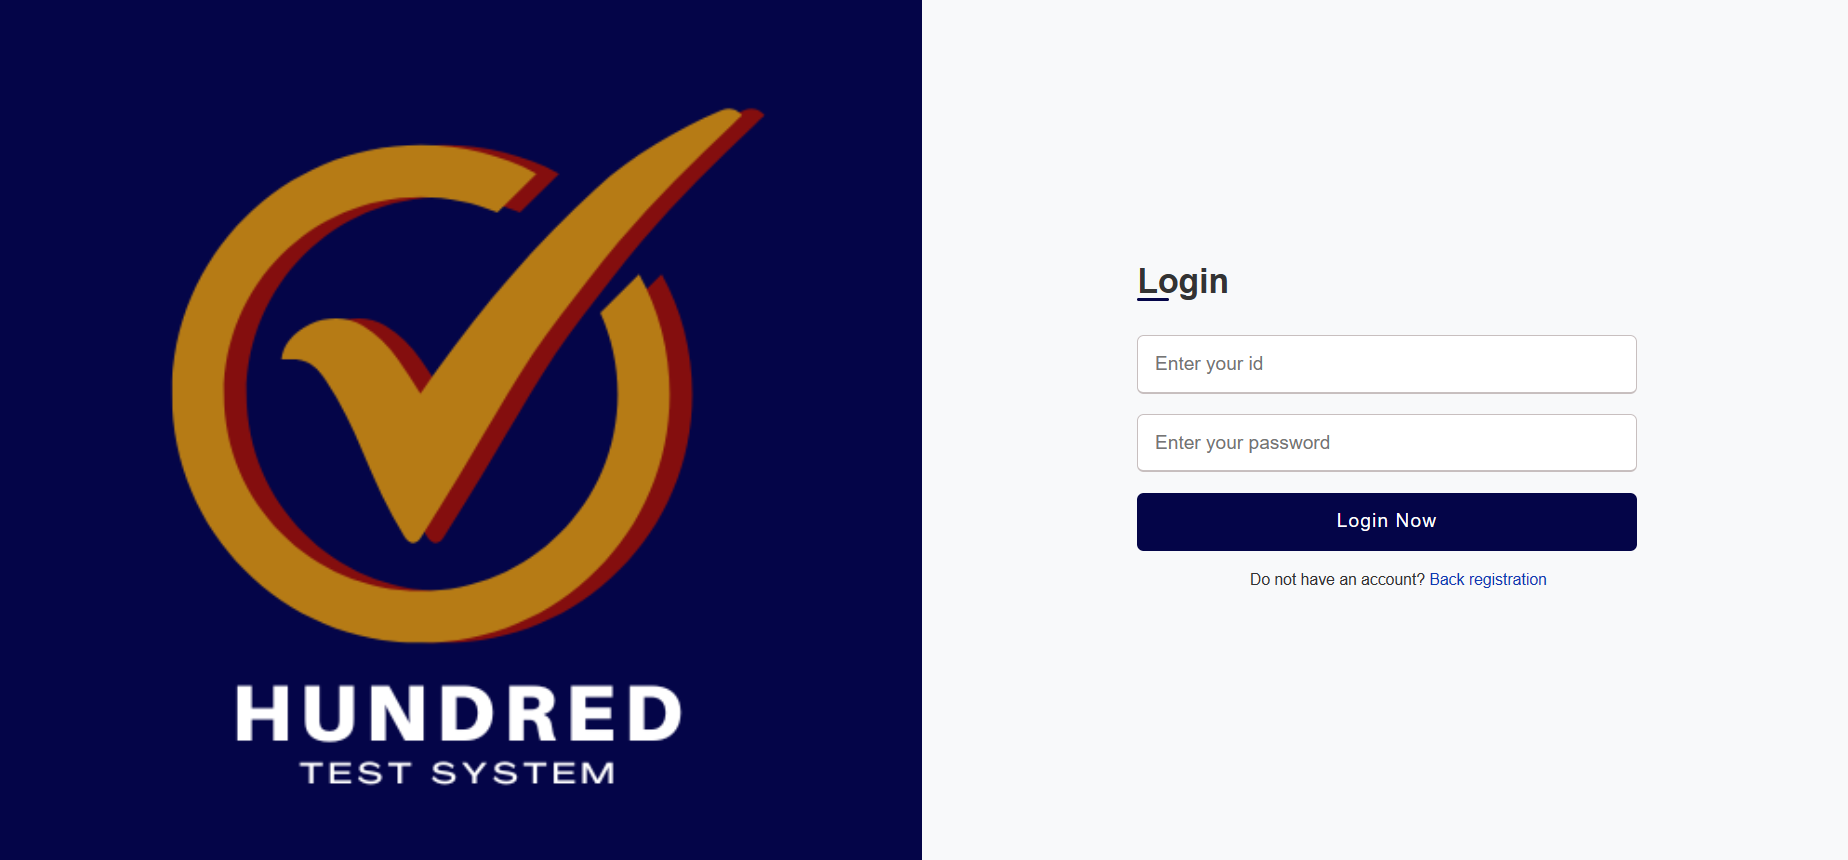 HUNDRED
TEST SYSTEM
Login
Enter your id
Enter your password
Login Now
Do not have an account? Back registration